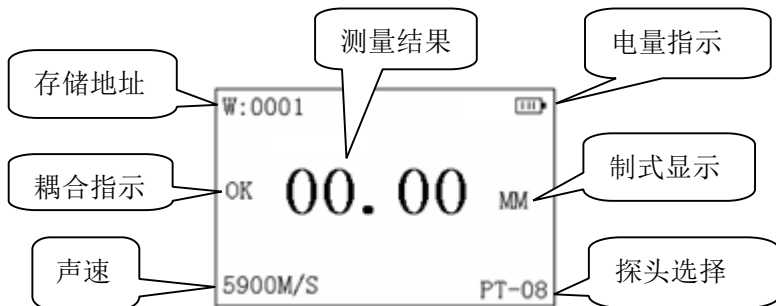 测量结果
电量指示
存储地址
W:0001
耦合指示
OK
00.00
MM
制式显示
声速
5900M/S
PT-08
探头选择